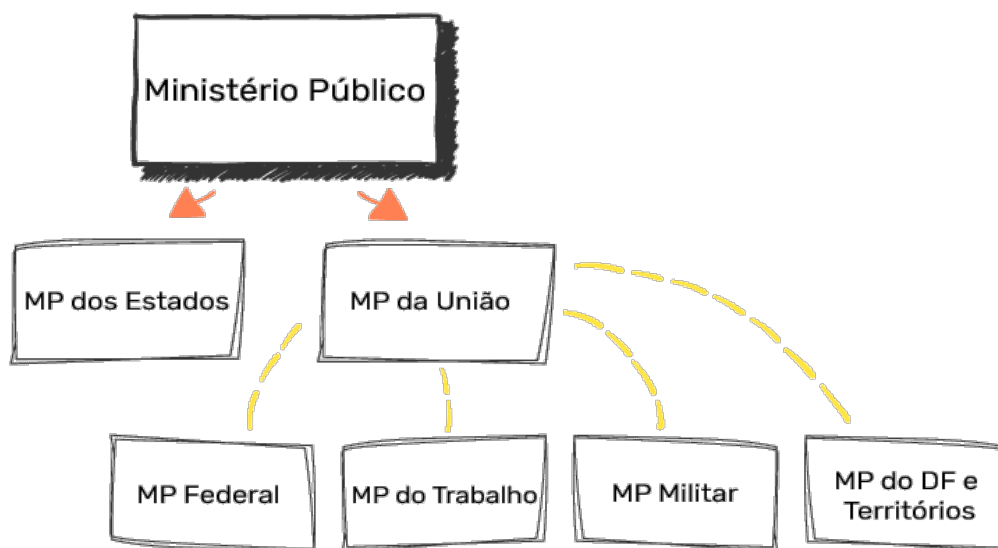 Ministério Público
MP dos Estados
MP da União
MP Federal
MP do Trabalho
MP Militar
MP do DF e
Territórios